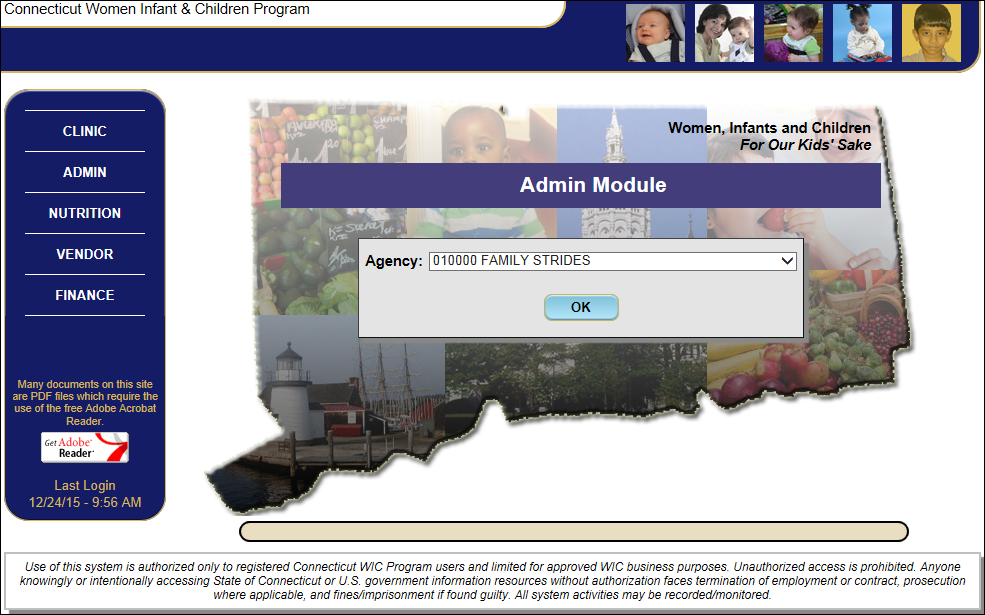 Connecticut Women Infant & Children Program
CLINIC
ADMIN
NUTRITION
VENDOR
FINANCE
Many documents on this site
are PDF files which require the
use of the free Adobe Acrobat
Reader.
Get Adobe®
Reader®
Last Login
12/24/15 - 9:56 AM
Women, Infants and Children
For Our Kids' Sake
Admin Module
Agency: 010000 FAMILY STRIDES
OK
Use of this system is authorized only to registered Connecticut WIC Program users and limited for approved WIC business purposes. Unauthorized access is prohibited. Anyone
knowingly or intentionally accessing State of Connecticut or U.S. government information resources without authorization faces termination of employment or contract, prosecution
where applicable, and fines/imprisonment if found guilty. All system activities may be recorded/monitored.